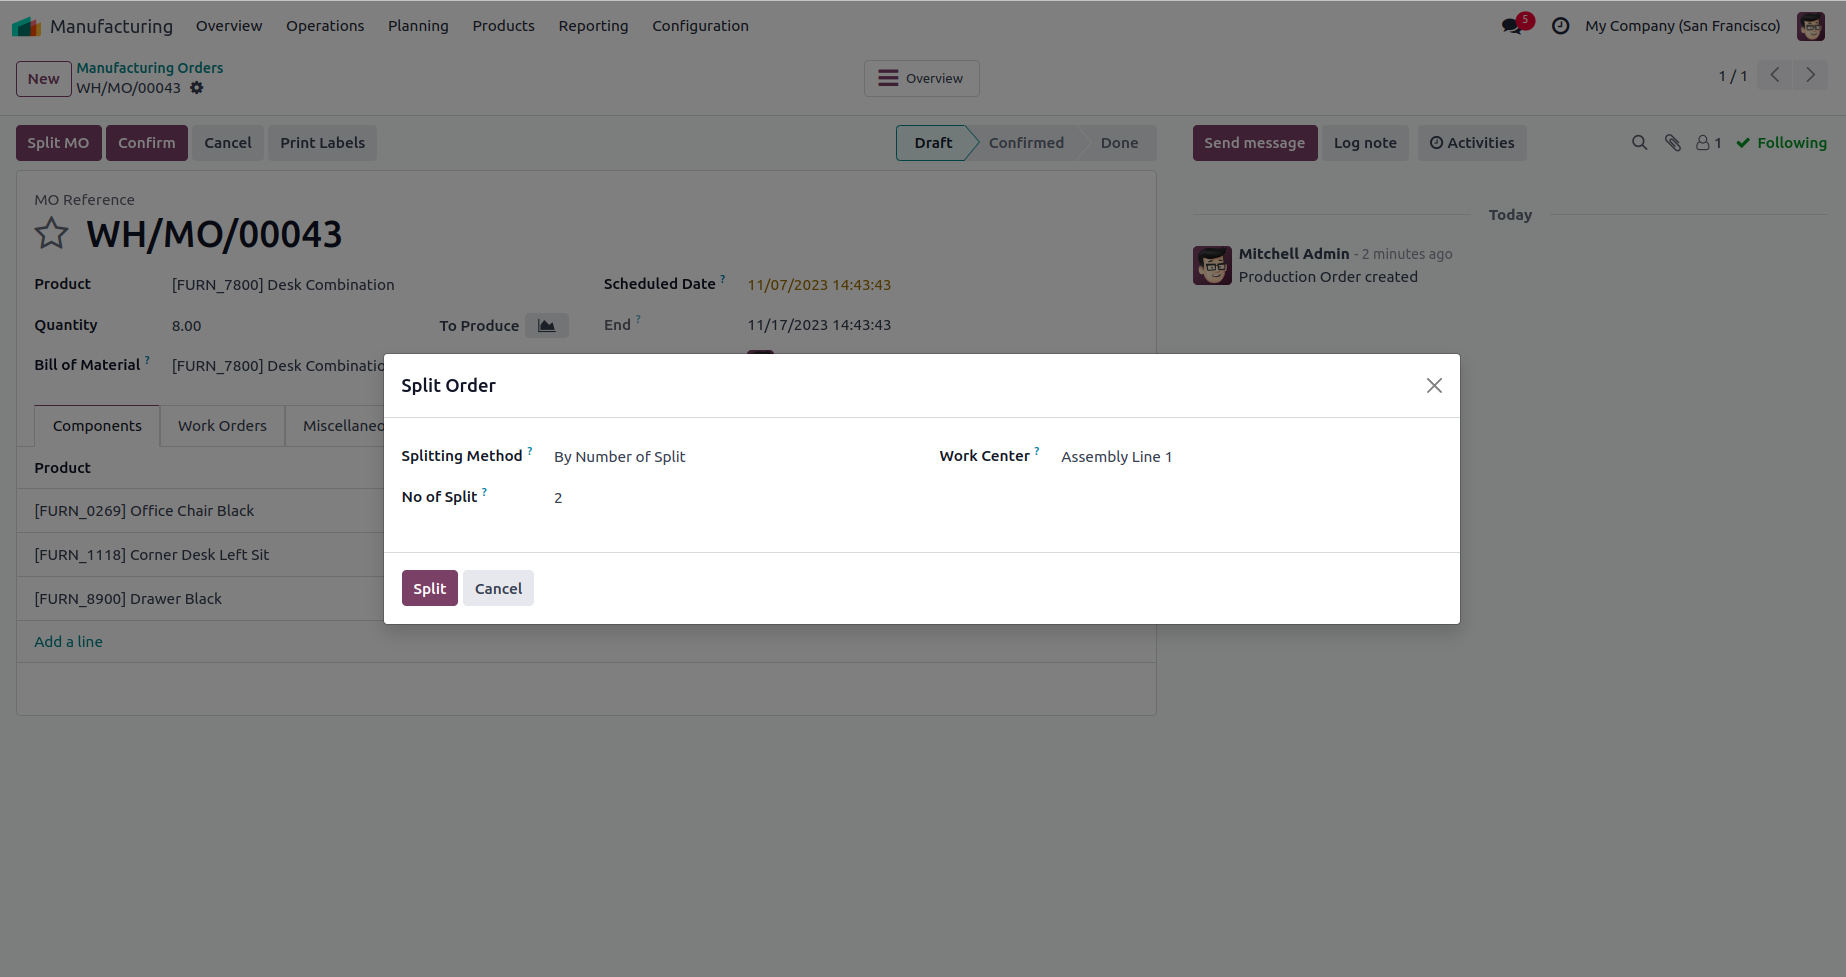 Manufacturing Overview Operations Planning Products Reporting Configuration 5 My Company (San Francisco)
New Manufacturing Orders
WH/MO/00043
Overview
1 / 1
Split MO Confirm Cancel Print Labels Draft Confirmed Done Send message Log note Activities 1 Following
MO Reference
WH/MO/00043
Today
Mitchell Admin - 2 minutes ago
Production Order created
Product [FURN_7800] Desk Combination Scheduled Date ? 11/07/2023 14:43:43
Quantity 8.00 To Produce End ? 11/17/2023 14:43:43
Bill of Material ? [FURN_7800] Desk Combinatio
Components Work Orders Miscellaneo
Product
[FURN_0269] Office Chair Black
[FURN_1118] Corner Desk Left Sit
[FURN_8900] Drawer Black
Add a line
Split Order
Splitting Method ? By Number of Split Work Center ? Assembly Line 1
No of Split ? 2
Split Cancel